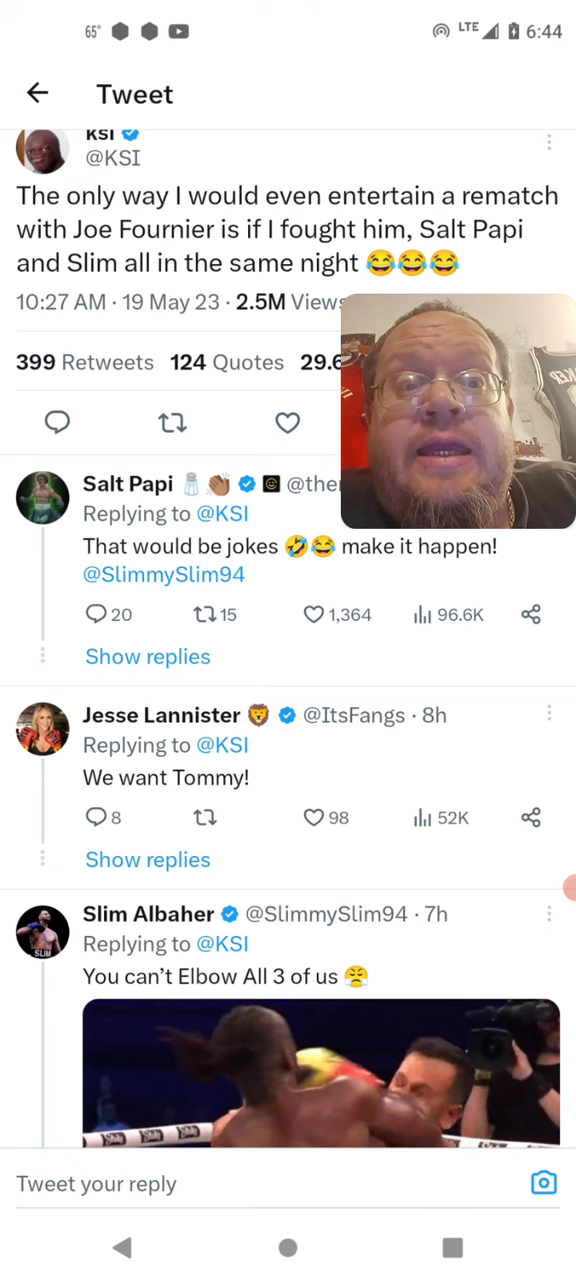 65° LTE 6:44
Tweet
KSI
@KSI
The only way I would even entertain a rematch
with Joe Fournier is if I fought him, Salt Papi
and Slim all in the same night 😂😂😂
10:27 AM · 19 May 23 · 2.5M Views
399 Retweets 124 Quotes 29.6
Salt Papi 🧂👏🏽 @the
Replying to @KSI
That would be jokes 🤣😂 make it happen!
@SlimmySlim94
20 15 1,364 96.6K
Show replies
Jesse Lannister 🦁 @ItsFangs · 8h
Replying to @KSI
We want Tommy!
8 98 52K
Show replies
Slim Albaher @SlimmySlim94 · 7h
Replying to @KSI
You can't Elbow All 3 of us 😤
SLIM
Tweet your reply